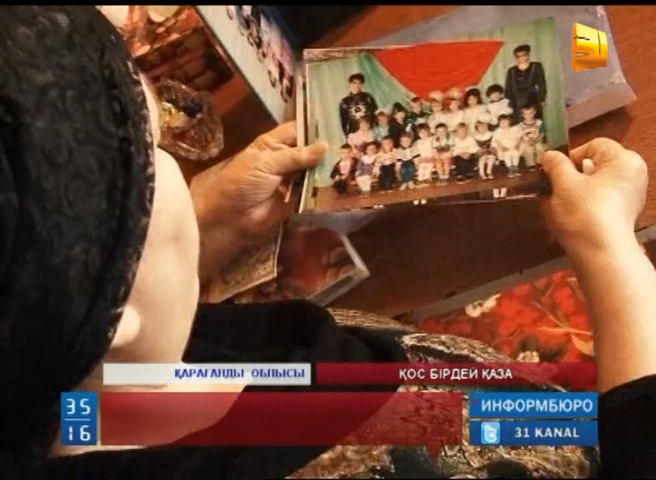 ҚАРАҒАНДЫ ОБЛЫСЫ
ҚОС БІРДЕЙ ҚАЗА
35
16
ИНФОРМБЮРО
31 KANAL